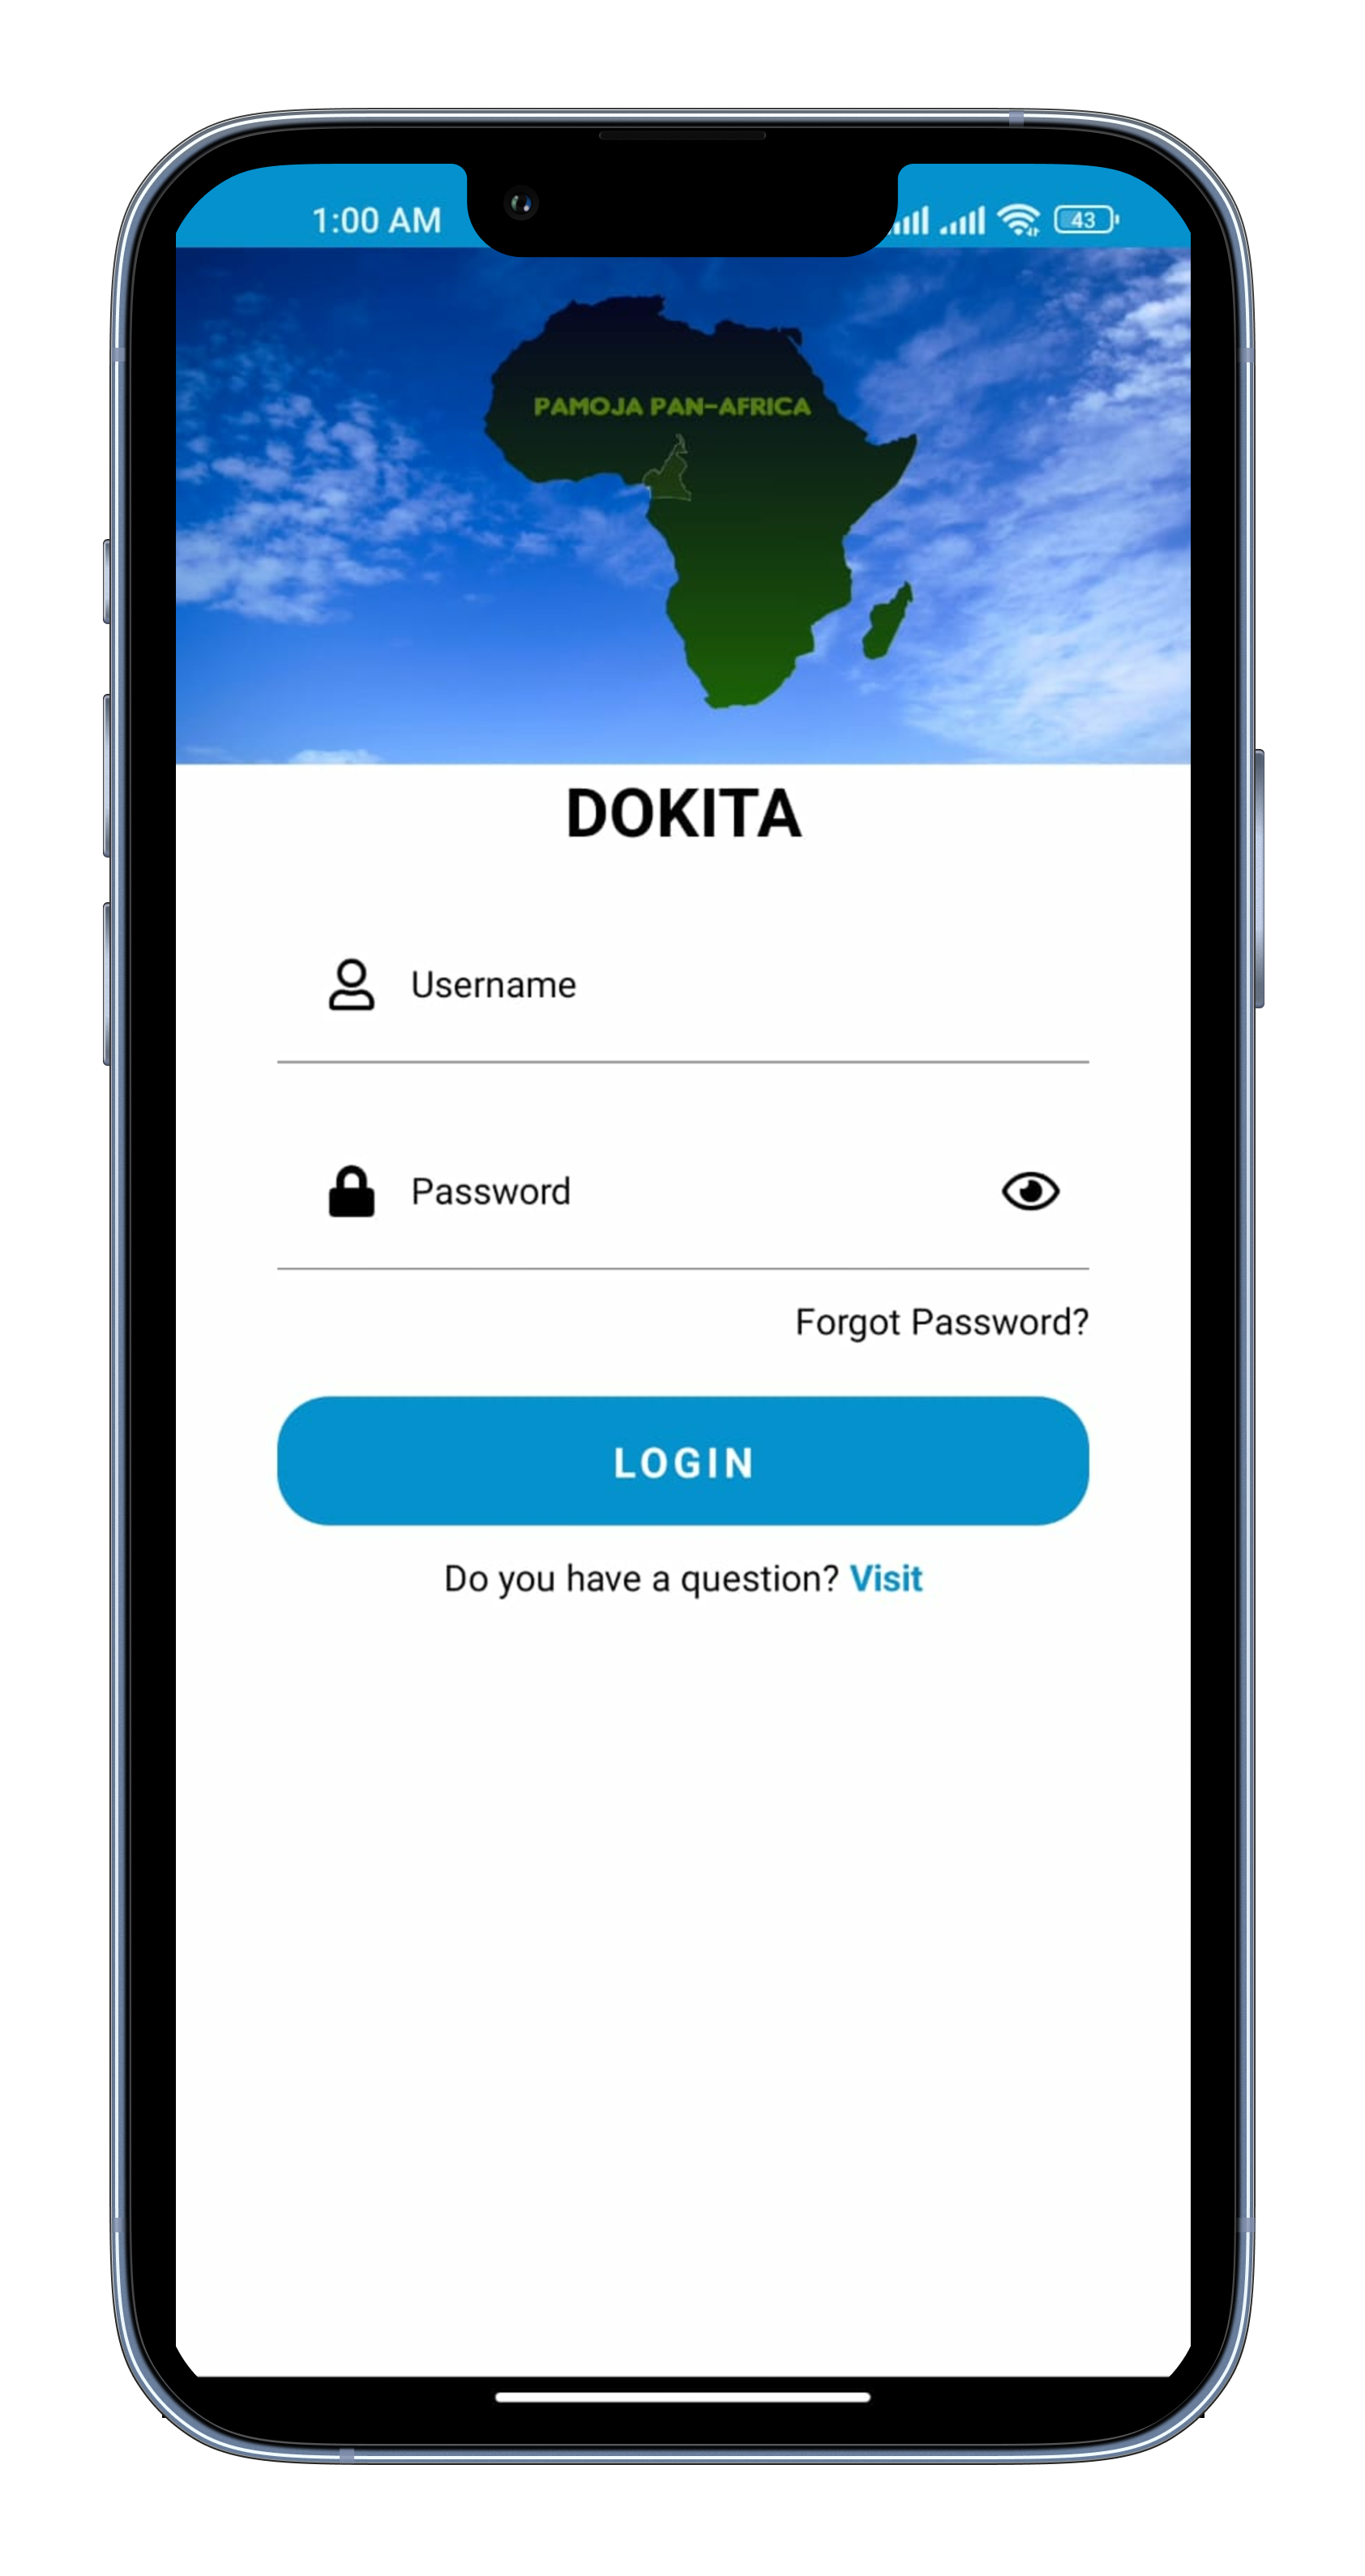 1:00 AM 43
PAMOJA PAN-AFRICA
DOKITA
Username
Password
Forgot Password?
LOGIN
Do you have a question? Visit